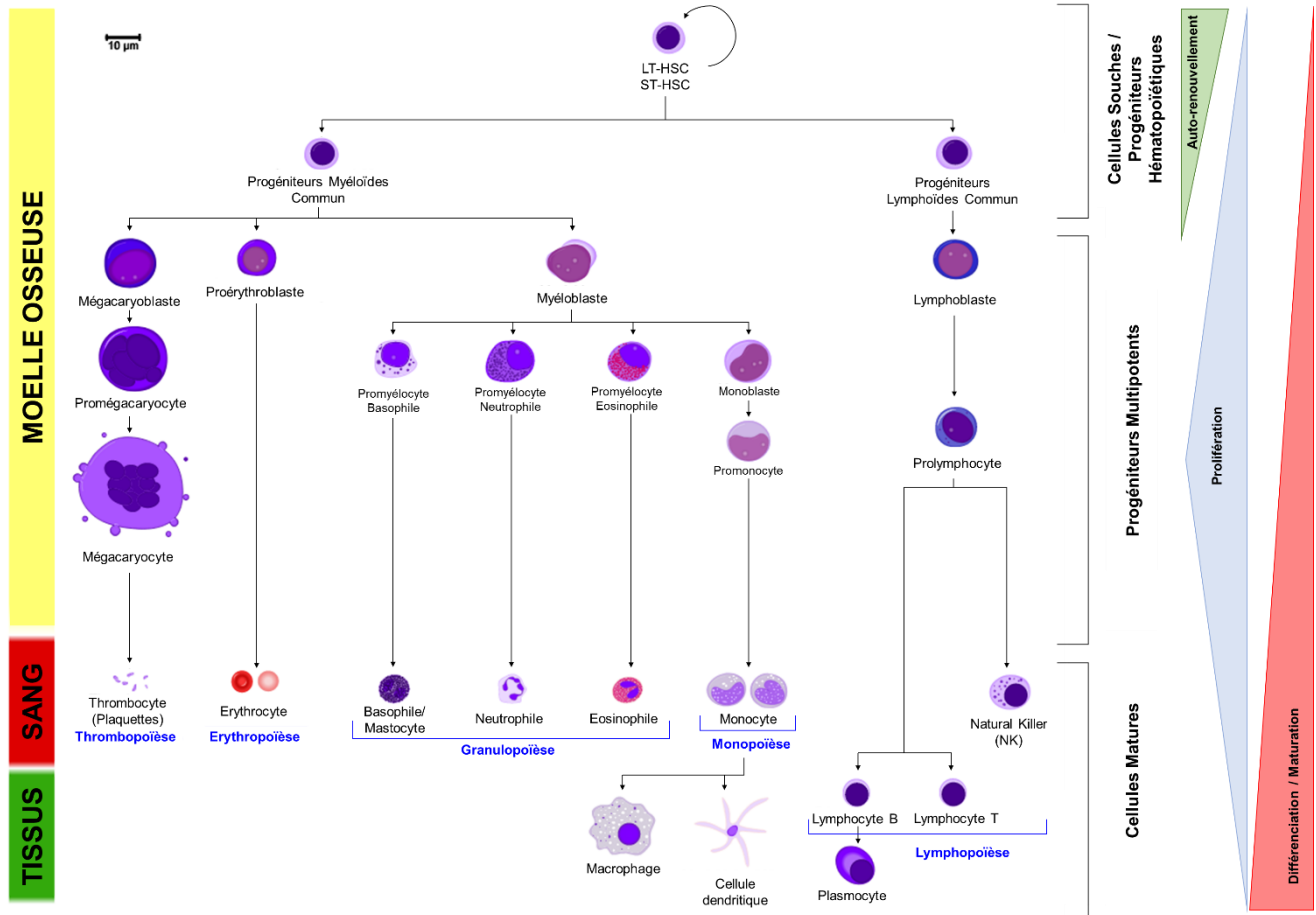 10 µm
LT-HSC
ST-HSC
Progéniteurs Myéloïdes
Commun
Progéniteurs
Lymphoïdes Commun
Mégacaryoblaste
Proérythroblaste
Myéloblaste
Lymphoblaste
Promégacaryocyte
Promyélocyte
Basophile
Promyélocyte
Neutrophile
Promyélocyte
Eosinophile
Monoblaste
Promonocyte
Prolymphocyte
Mégacaryocyte
Thrombocyte
(Plaquettes)
Thrombopoïèse
Erythrocyte
Erythropoïèse
Basophile/
Mastocyte
Neutrophile
Eosinophile
Granulopoïèse
Monocyte
Monopoïèse
Natural Killer
(NK)
Macrophage
Cellule
dendritique
Lymphocyte B
Lymphocyte T
Lymphopoïèse
Plasmocyte
MOELLE OSSEUSE
SANG
TISSUS
Cellules Souches /
Progéniteurs
Hématopoïétiques
Progéniteurs Multipotents
Cellules Matures
Auto-renouvellement
Prolifération
Différenciation / Maturation